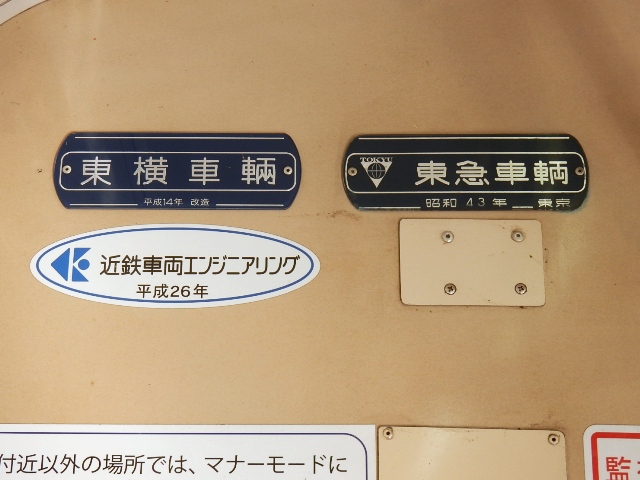 東横車輛
平成14年 改造
TOKYU
東急車輌
昭和 43年 東京
近鉄車両エンジニアリング
平成26年
付近以外の場所では、マナーモードに
監